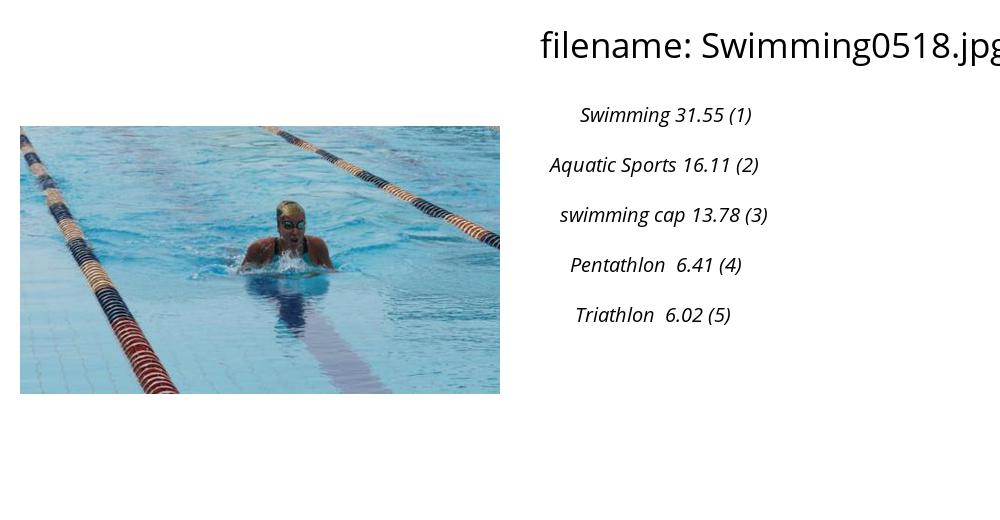 filename: Swimming0518.jpg
Swimming 31.55 (1)
Aquatic Sports 16.11 (2)
swimming cap 13.78 (3)
Pentathlon 6.41 (4)
Triathlon 6.02 (5)